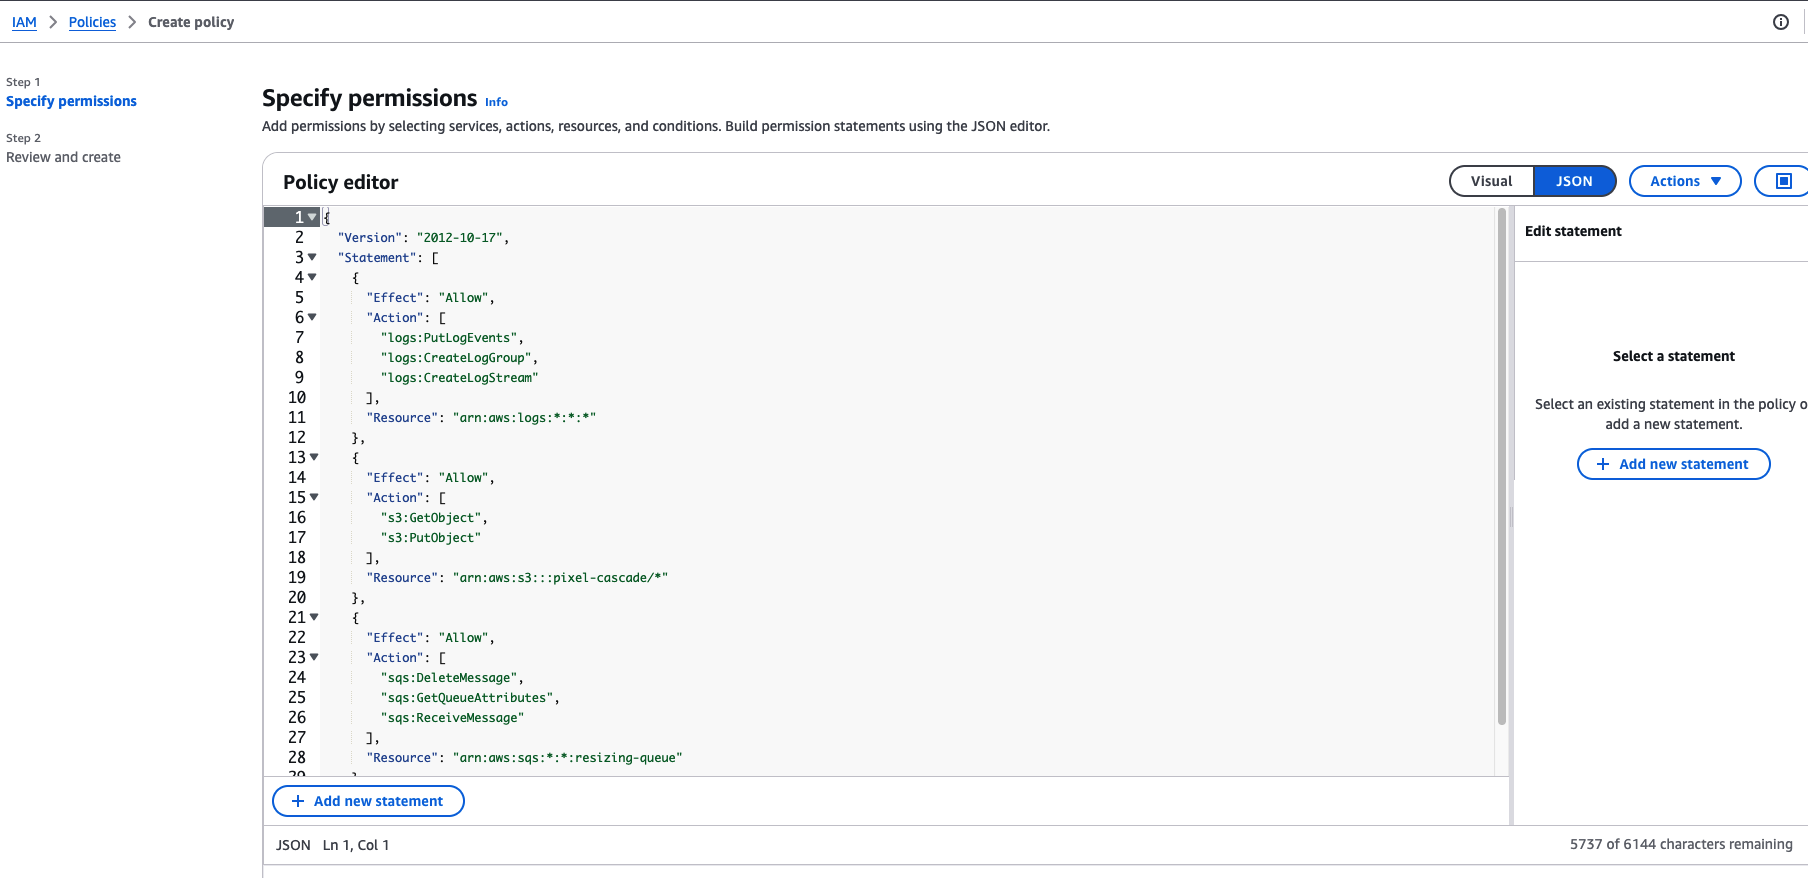 IAM > Policies > Create policy
Step 1
Specify permissions
Step 2
Review and create
Specify permissions Info
Add permissions by selecting services, actions, resources, and conditions. Build permission statements using the JSON editor.
Policy editor
Visual JSON Actions
1 {
2 "Version": "2012-10-17",
3 "Statement": [
4 {
5 "Effect": "Allow",
6 "Action": [
7 "logs:PutLogEvents",
8 "logs:CreateLogGroup",
9 "logs:CreateLogStream"
10 ],
11 "Resource": "arn:aws:logs:*:*:*"
12 },
13 {
14 "Effect": "Allow",
15 "Action": [
16 "s3:GetObject",
17 "s3:PutObject"
18 ],
19 "Resource": "arn:aws:s3:::pixel-cascade/*"
20 },
21 {
22 "Effect": "Allow",
23 "Action": [
24 "sqs:DeleteMessage",
25 "sqs:GetQueueAttributes",
26 "sqs:ReceiveMessage"
27 ],
28 "Resource": "arn:aws:sqs:*:*:resizing-queue"
+ Add new statement
JSON Ln 1, Col 1
Edit statement
Select a statement
Select an existing statement in the policy o
add a new statement.
+ Add new statement
5737 of 6144 characters remaining